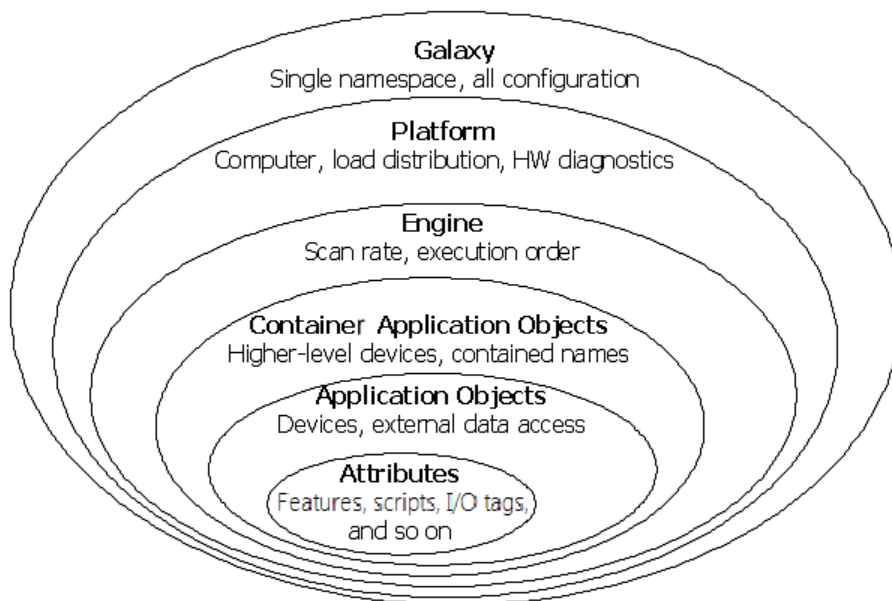 Galaxy
Single namespace, all configuration
Platform
Computer, load distribution, HW diagnostics
Engine
Scan rate, execution order
Container Application Objects
Higher-level devices, contained names
Application Objects
Devices, external data access
Attributes
Features, scripts, I/O tags,
and so on